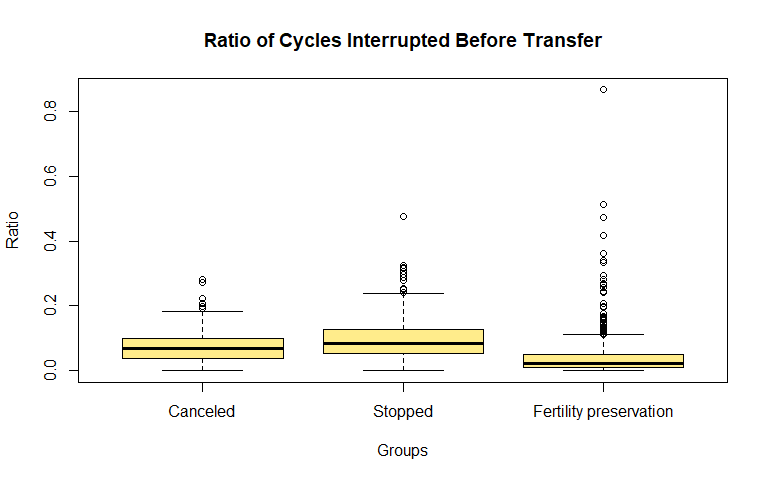 Ratio of Cycles Interrupted Before Transfer
Ratio
0.8
0.6
0.4
0.2
0.0
Canceled Stopped Fertility preservation
Groups